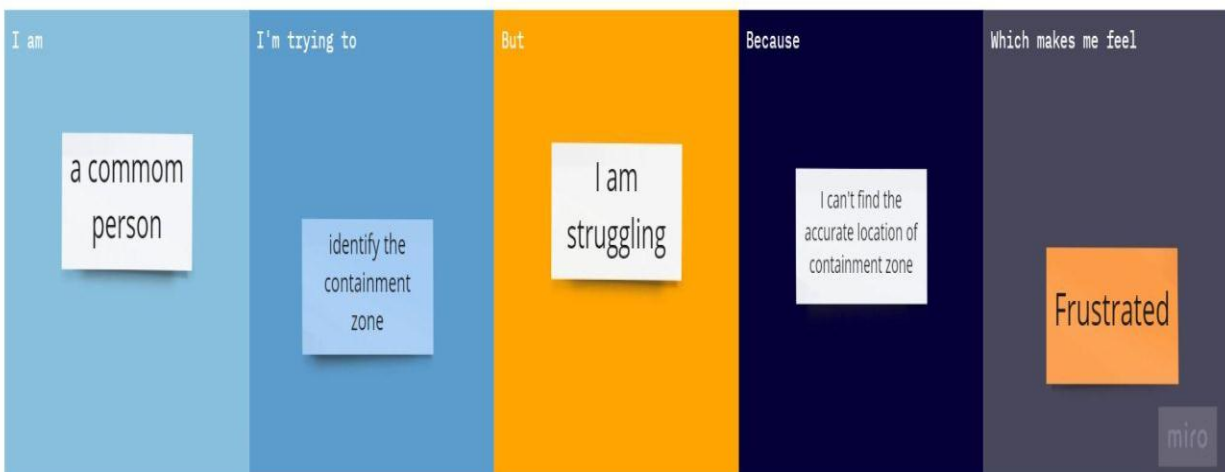 I am
a commom
person
I'm trying to
identify the
containment
zone
But
I am
struggling
Because
I can't find the
accurate location of
containment zone
Which makes me feel
Frustrated
miro